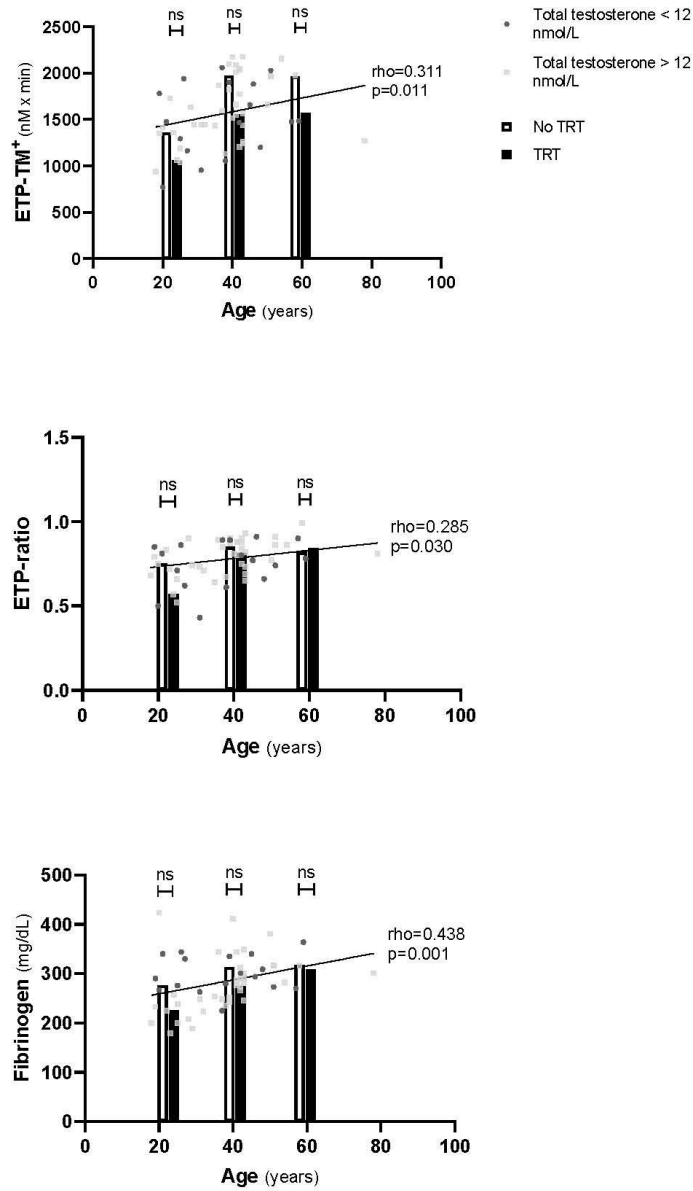 ns ns ns
Total testosterone < 12
nmol/L
Total testosterone > 12
nmol/L
No TRT
TRT
2500
2000
1500
1000
500
0
ETP-TM+ (nM x min)
rho=0.311
p=0.011
0 20 40 60 80 100
Age (years)
1.5
1.0
0.5
0.0
ETP-ratio
ns ns ns
rho=0.285
p=0.030
0 20 40 60 80 100
Age (years)
500
400
300
200
100
0
Fibrinogen (mg/dL)
ns ns ns
rho=0.438
p=0.001
0 20 40 60 80 100
Age (years)